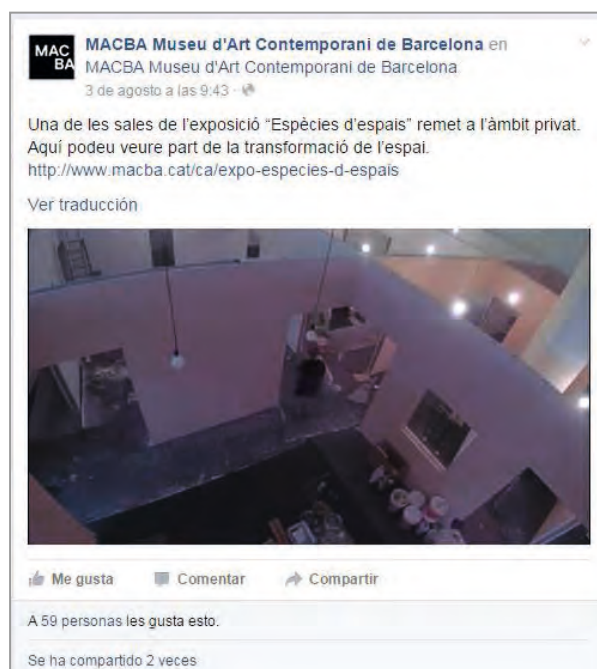 MAC
BA
MACBA Museu d'Art Contemporani de Barcelona en
MACBA Museu d'Art Contemporani de Barcelona
3 de agosto a las 9:43 ·
Una de les sales de l'exposició “Espècies d'espais” remet a l'àmbit privat.
Aquí podeu veure part de la transformació de l'espai.
http://www.macba.cat/ca/expo-especies-d-espais
Ver traducción
Me gusta Comentar Compartir
A 59 personas les gusta esto.
Se ha compartido 2 veces